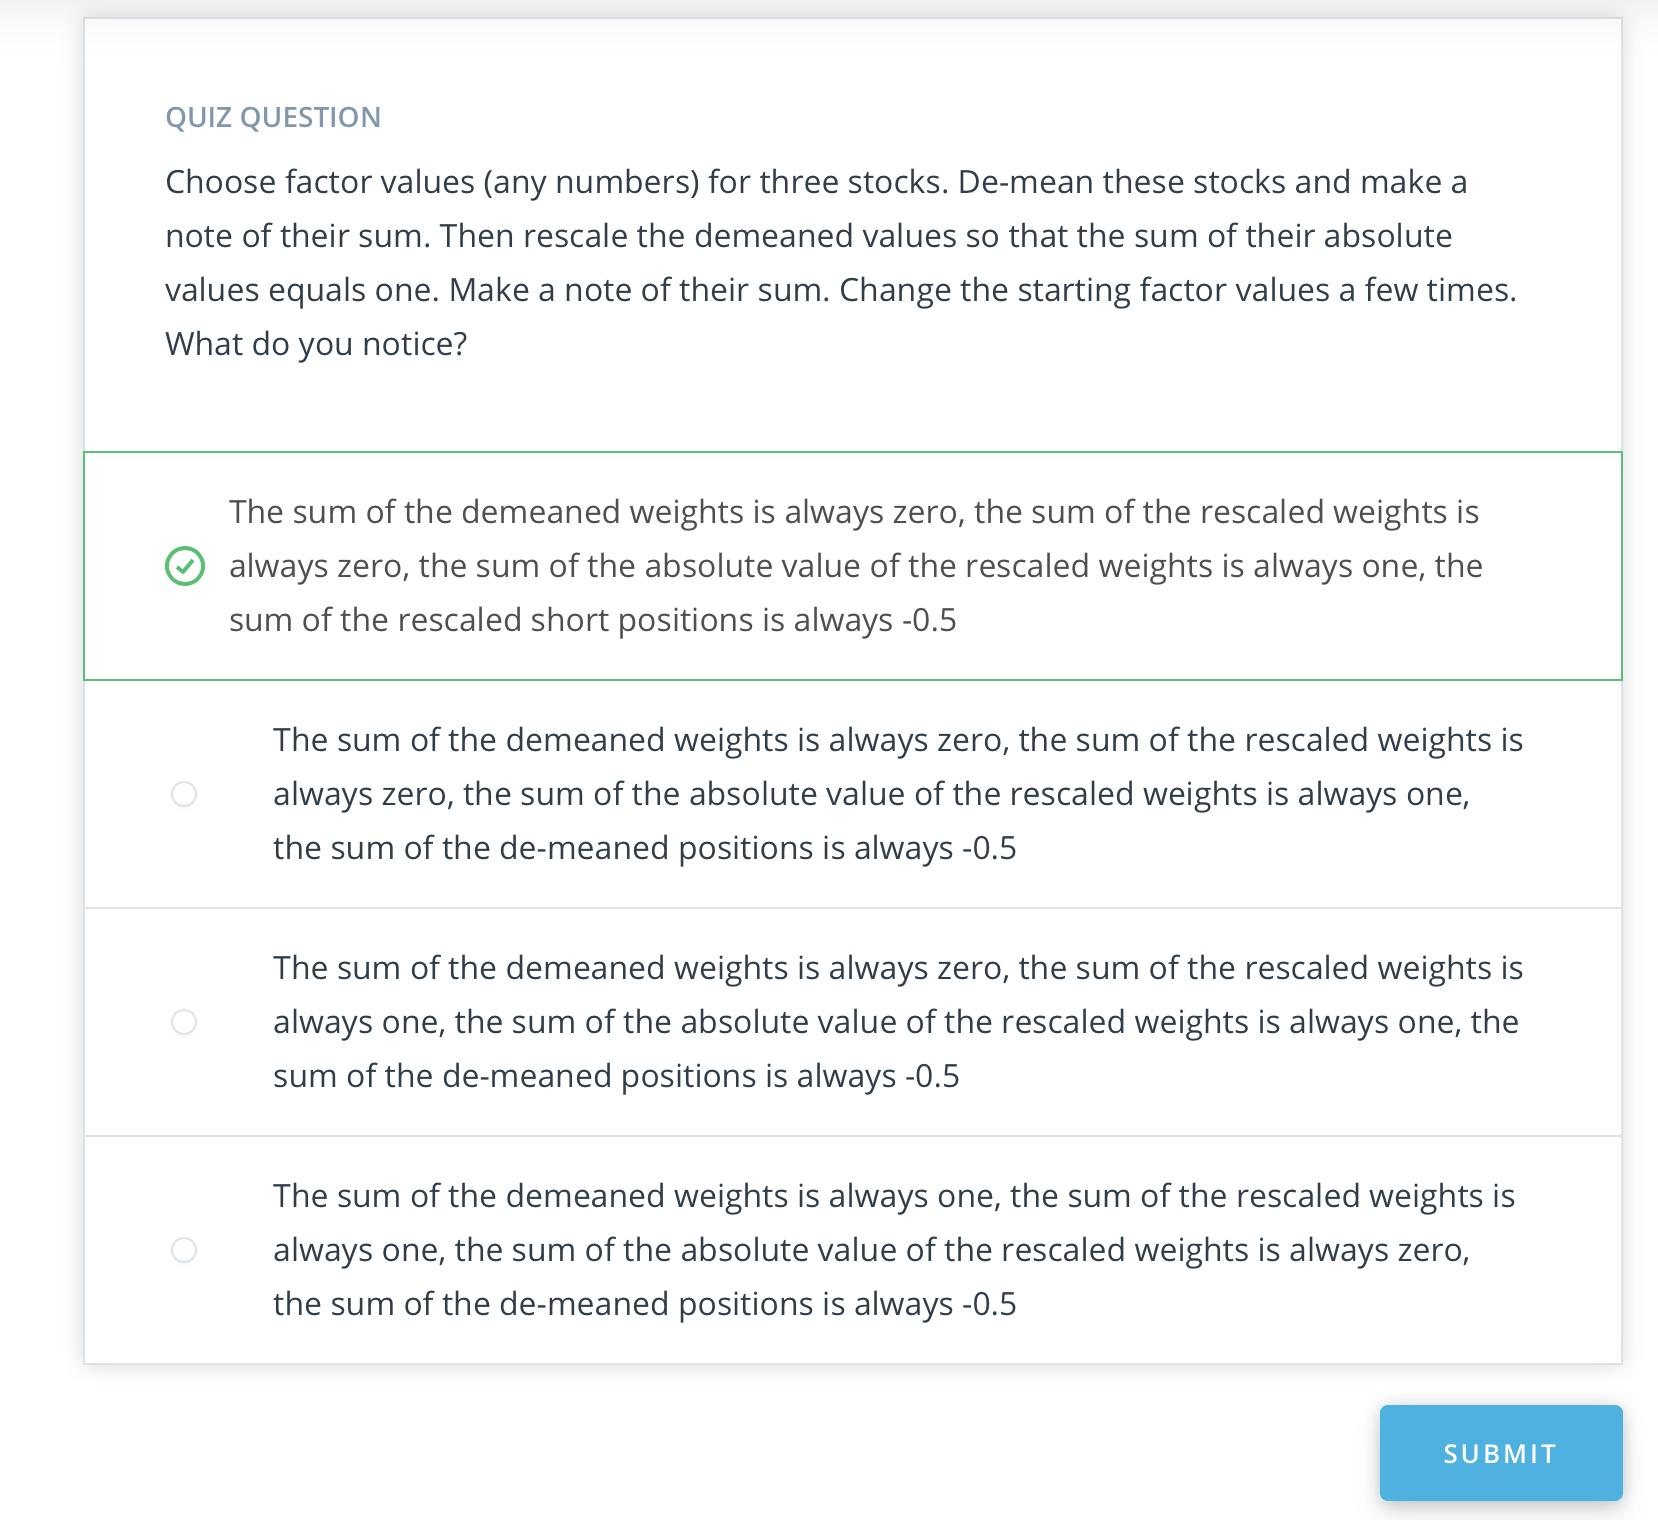 QUIZ QUESTION
Choose factor values (any numbers) for three stocks. De-mean these stocks and make a
note of their sum. Then rescale the demeaned values so that the sum of their absolute
values equals one. Make a note of their sum. Change the starting factor values a few times.
What do you notice?
The sum of the demeaned weights is always zero, the sum of the rescaled weights is
always zero, the sum of the absolute value of the rescaled weights is always one, the
sum of the rescaled short positions is always -0.5
The sum of the demeaned weights is always zero, the sum of the rescaled weights is
always zero, the sum of the absolute value of the rescaled weights is always one,
the sum of the de-meaned positions is always -0.5
The sum of the demeaned weights is always zero, the sum of the rescaled weights is
always one, the sum of the absolute value of the rescaled weights is always one, the
sum of the de-meaned positions is always -0.5
The sum of the demeaned weights is always one, the sum of the rescaled weights is
always one, the sum of the absolute value of the rescaled weights is always zero,
the sum of the de-meaned positions is always -0.5
SUBMIT